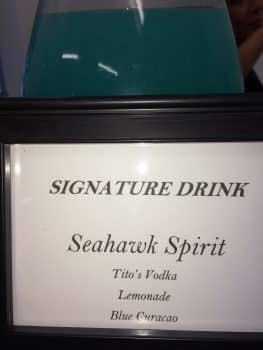 SIGNATURE DRINK
Seahawk Spirit
Tito's Vodka
Lemonade
Blue Curacao